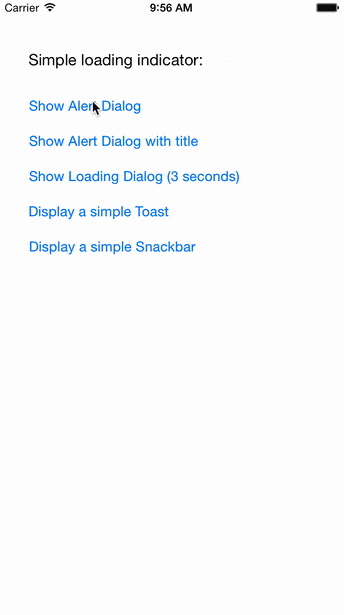 Carrier 9:56 AM
Simple loading indicator:
Show Alert Dialog
Show Alert Dialog with title
Show Loading Dialog (3 seconds)
Display a simple Toast
Display a simple Snackbar